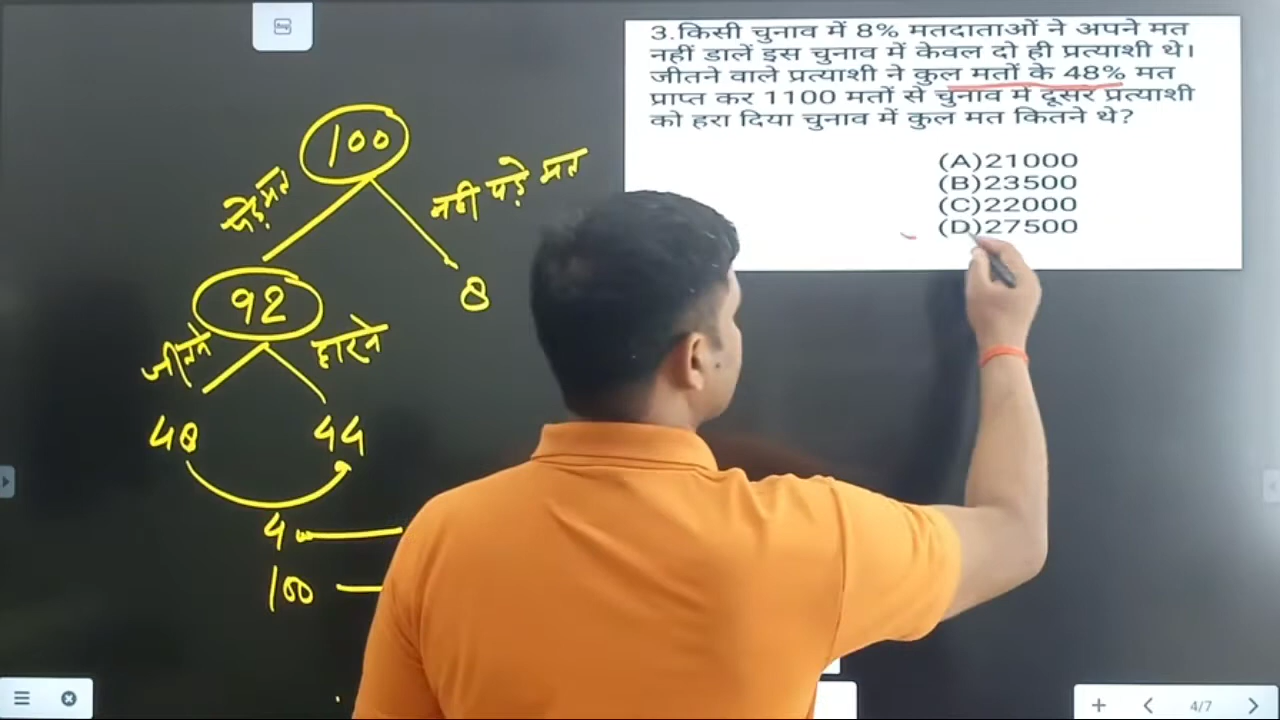 3.किसी चुनाव में 8% मतदाताओं ने अपने मत
नहीं डालें इस चुनाव में केवल दो ही प्रत्याशी थे।
जीतने वाले प्रत्याशी ने कुल मतों के 48% मत
प्राप्त कर 1100 मतों से चुनाव में दूसरे प्रत्याशी
को हरा दिया चुनाव में कुल मत कितने थे?
(A)21000
(B)23500
(C)22000
(D)27500
100
पड़े मत
नही पड़े मत
92
8
जीतने
हारने
48
44
4
100
4/7